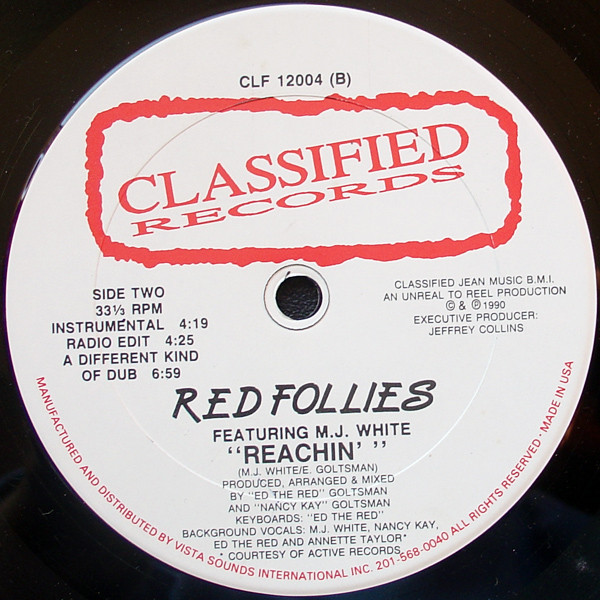 CLF 12004 (B)
CLASSIFIED
RECORDS
SIDE TWO
33⅓ RPM
INSTRUMENTAL 4:19
RADIO EDIT 4:25
A DIFFERENT KIND
OF DUB 6:59
CLASSIFIED JEAN MUSIC B.M.I.
AN UNREAL TO REEL PRODUCTION
© & ℗ 1990
EXECUTIVE PRODUCER:
JEFFREY COLLINS
RED FOLLIES
FEATURING M.J. WHITE
"REACHIN' "
(M.J. WHITE/E. GOLTSMAN)
PRODUCED, ARRANGED & MIXED
BY "ED THE RED" GOLTSMAN
AND "NANCY KAY" GOLTSMAN
KEYBOARDS: "ED THE RED"
BACKGROUND VOCALS: M.J. WHITE, NANCY KAY,
ED THE RED AND ANNETTE TAYLOR*
* COURTESY OF ACTIVE RECORDS
MANUFACTURED AND DISTRIBUTED BY VISTA SOUNDS INTERNATIONAL INC. 201-568-0040 ALL RIGHTS RESERVED · MADE IN USA